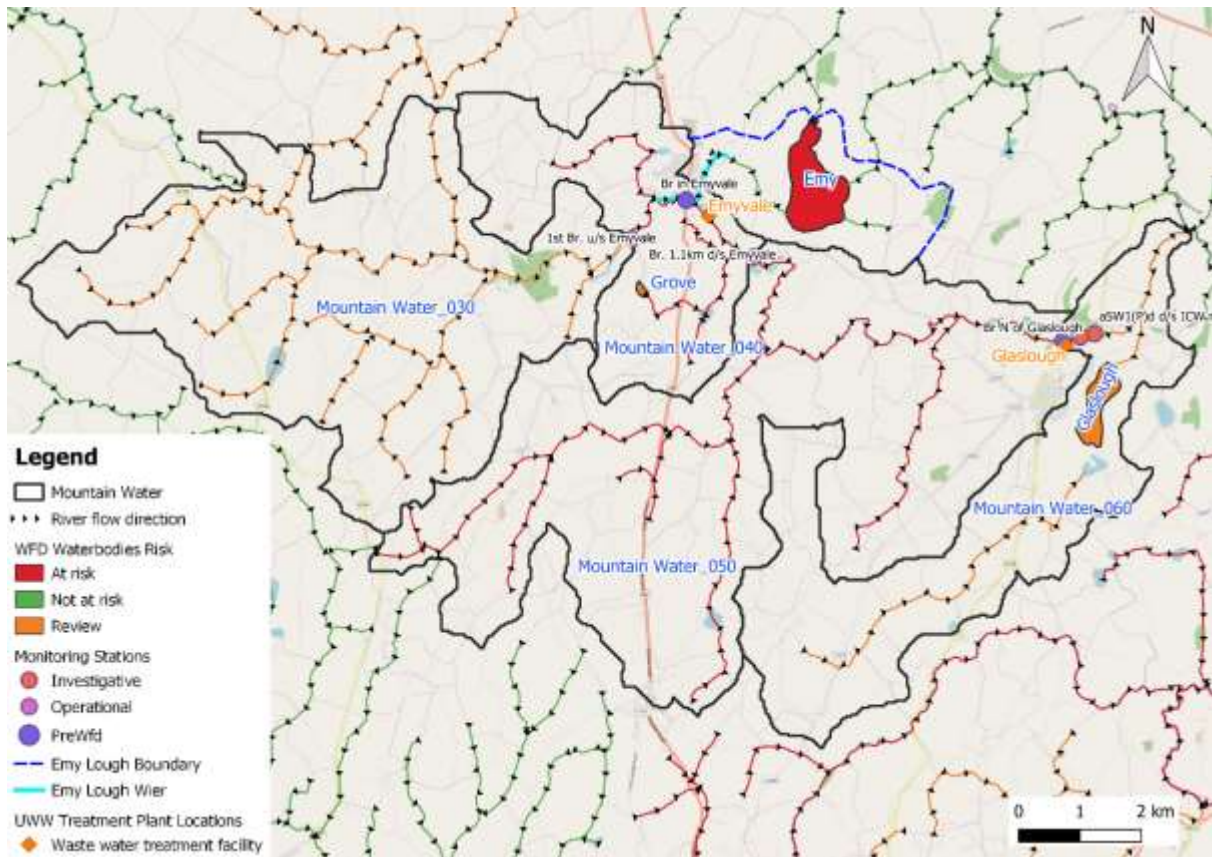 N
Br in Emyvale
Emyvale
Emy
1st Br. u/s Emyvale
Br. 1.1km d/s Emyvale
Grove
Mountain Water_030
Mountain Water_040
Br N of Glaslough
aSW1(P)d d/s ICW
Glaslough
Glaslough
Mountain Water_060
Mountain Water_050
Legend
Mountain Water
River flow direction
WFD Waterbodies Risk
At risk
Not at risk
Review
Monitoring Stations
Investigative
Operational
PreWfd
Emy Lough Boundary
Emy Lough Wier
UWW Treatment Plant Locations
Waste water treatment facility
0 1 2 km